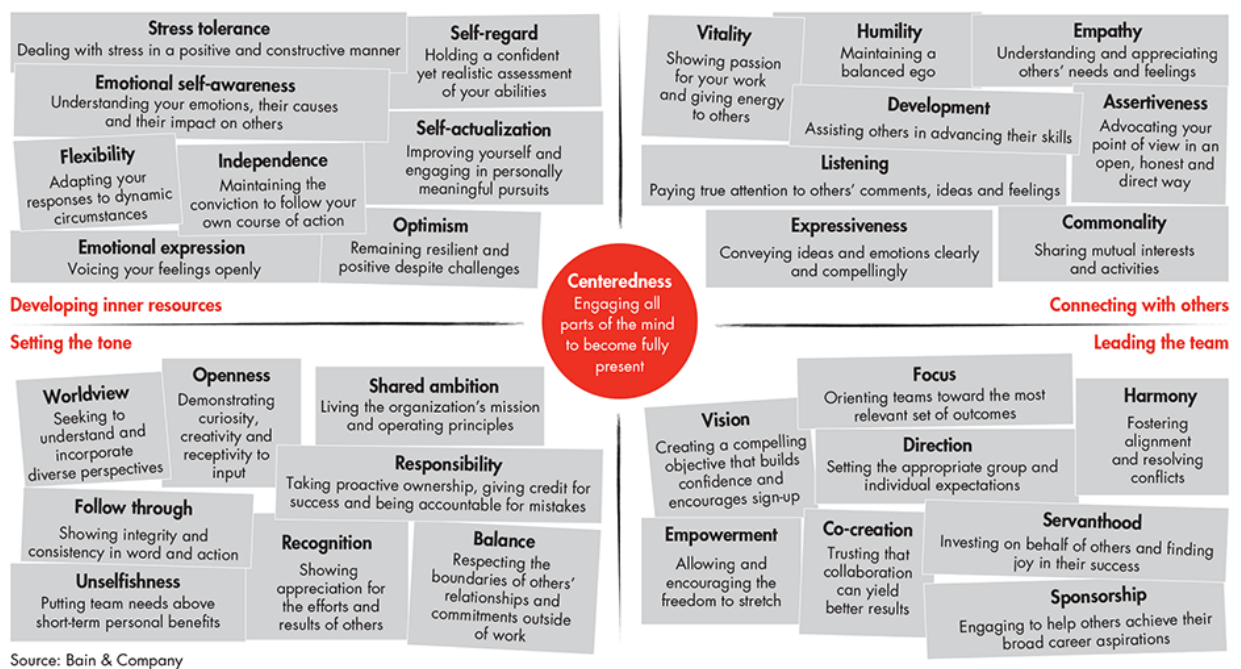 Stress tolerance
Dealing with stress in a positive and constructive manner
Self-regard
Holding a confident
yet realistic assessment
of your abilities
Emotional self-awareness
Understanding your emotions, their causes
and their impact on others
Self-actualization
Improving yourself and
engaging in personally
meaningful pursuits
Flexibility
Adapting your
responses to dynamic
circumstances
Independence
Maintaining the
conviction to follow your
own course of action
Optimism
Remaining resilient and
positive despite challenges
Emotional expression
Voicing your feelings openly
Developing inner resources
Vitality
Showing passion
for your work
and giving energy
to others
Humility
Maintaining a
balanced ego
Empathy
Understanding and appreciating
others' needs and feelings
Development
Assisting others in advancing their skills
Assertiveness
Advocating your
point of view in an
open, honest and
direct way
Listening
Paying true attention to others' comments, ideas and feelings
Expressiveness
Conveying ideas and emotions clearly
and compellingly
Commonality
Sharing mutual interests
and activities
Connecting with others
Centeredness
Engaging all
parts of the mind
to become fully
present
Setting the tone
Worldview
Seeking to
understand and
incorporate
diverse perspectives
Openness
Demonstrating
curiosity,
creativity and
receptivity to
input
Shared ambition
Living the organization's mission
and operating principles
Responsibility
Taking proactive ownership, giving credit for
success and being accountable for mistakes
Follow through
Showing integrity and
consistency in word and action
Recognition
Showing
appreciation for
the efforts and
results of others
Balance
Respecting the
boundaries of others'
relationships and
commitments outside
of work
Unselfishness
Putting team needs above
short-term personal benefits
Leading the team
Focus
Orienting teams toward the most
relevant set of outcomes
Harmony
Fostering
alignment
and resolving
conflicts
Vision
Creating a compelling
objective that builds
confidence and
encourages sign-up
Direction
Setting the appropriate group and
individual expectations
Empowerment
Allowing and
encouraging the
freedom to stretch
Co-creation
Trusting that
collaboration
can yield
better results
Servanthood
Investing on behalf of others and finding
joy in their success
Sponsorship
Engaging to help others achieve their
broad career aspirations
Source: Bain & Company